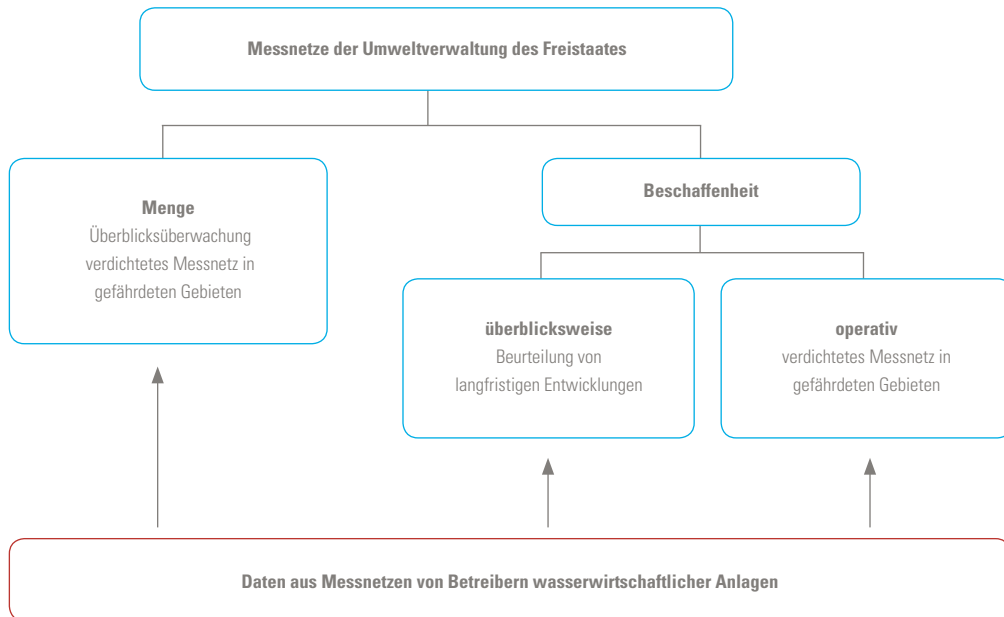 Messnetze der Umweltverwaltung des Freistaates
Menge
Überblicksüberwachung
verdichtetes Messnetz in
gefährdeten Gebieten
Beschaffenheit
überblicksweise
Beurteilung von
langfristigen Entwicklungen
operativ
verdichtetes Messnetz in
gefährdeten Gebieten
Daten aus Messnetzen von Betreibern wasserwirtschaftlicher Anlagen